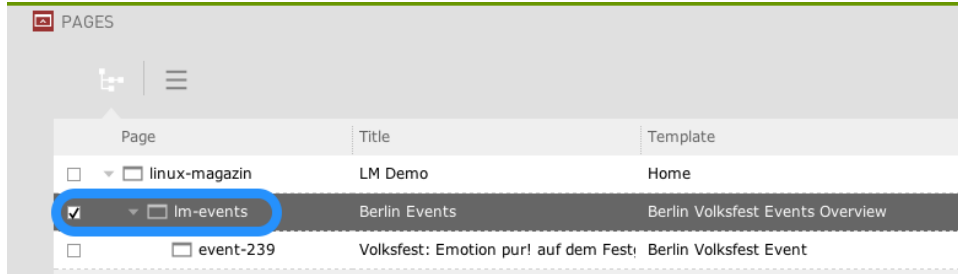 PAGES
Page Title Template
linux-magazin LM Demo Home
lm-events Berlin Events Berlin Volksfest Events Overview
event-239 Volksfest: Emotion pur! auf dem Fest Berlin Volksfest Event